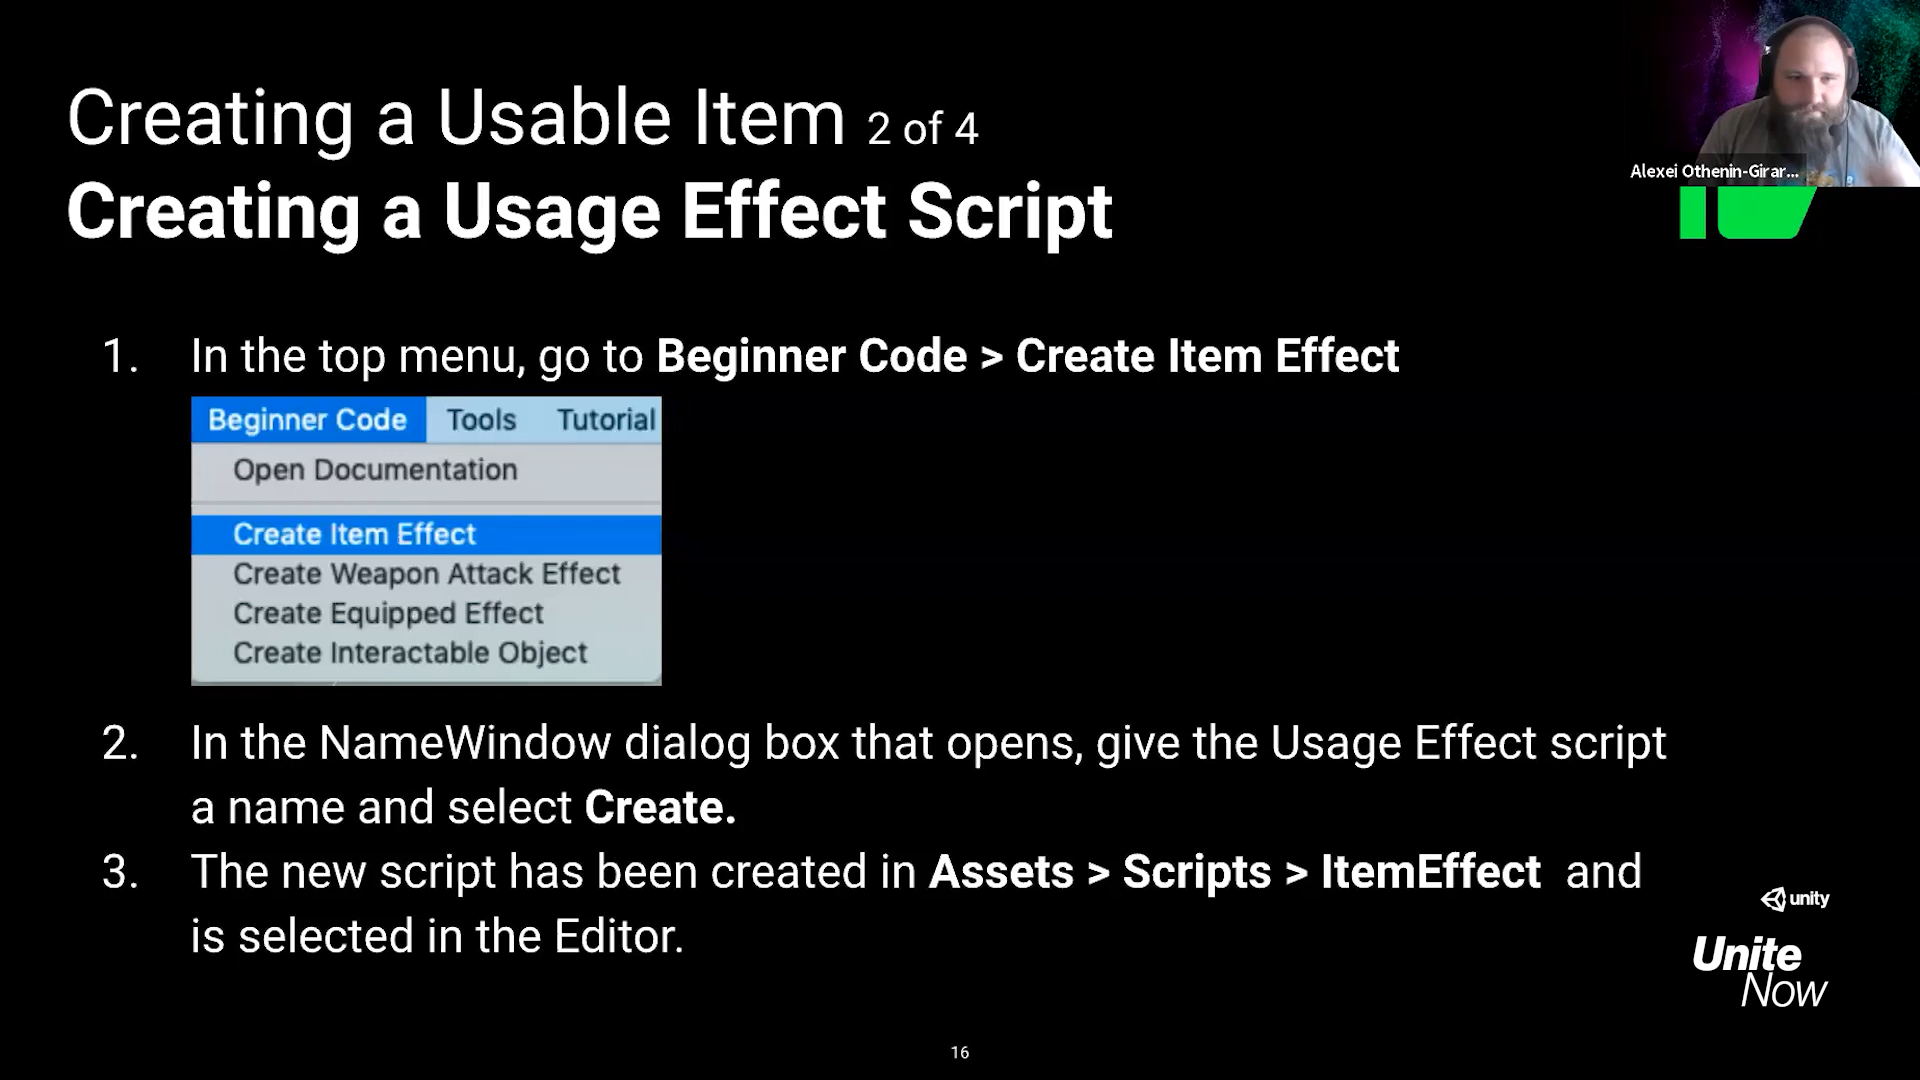 Creating a Usable Item 2 of 4
Creating a Usage Effect Script
Alexei Othenin-Girar...
1. In the top menu, go to Beginner Code > Create Item Effect
Beginner Code Tools Tutorial
Open Documentation
Create Item Effect
Create Weapon Attack Effect
Create Equipped Effect
Create Interactable Object
2. In the NameWindow dialog box that opens, give the Usage Effect script
a name and select Create.
3. The new script has been created in Assets > Scripts > ItemEffect and
is selected in the Editor.
unity
Unite
Now
16